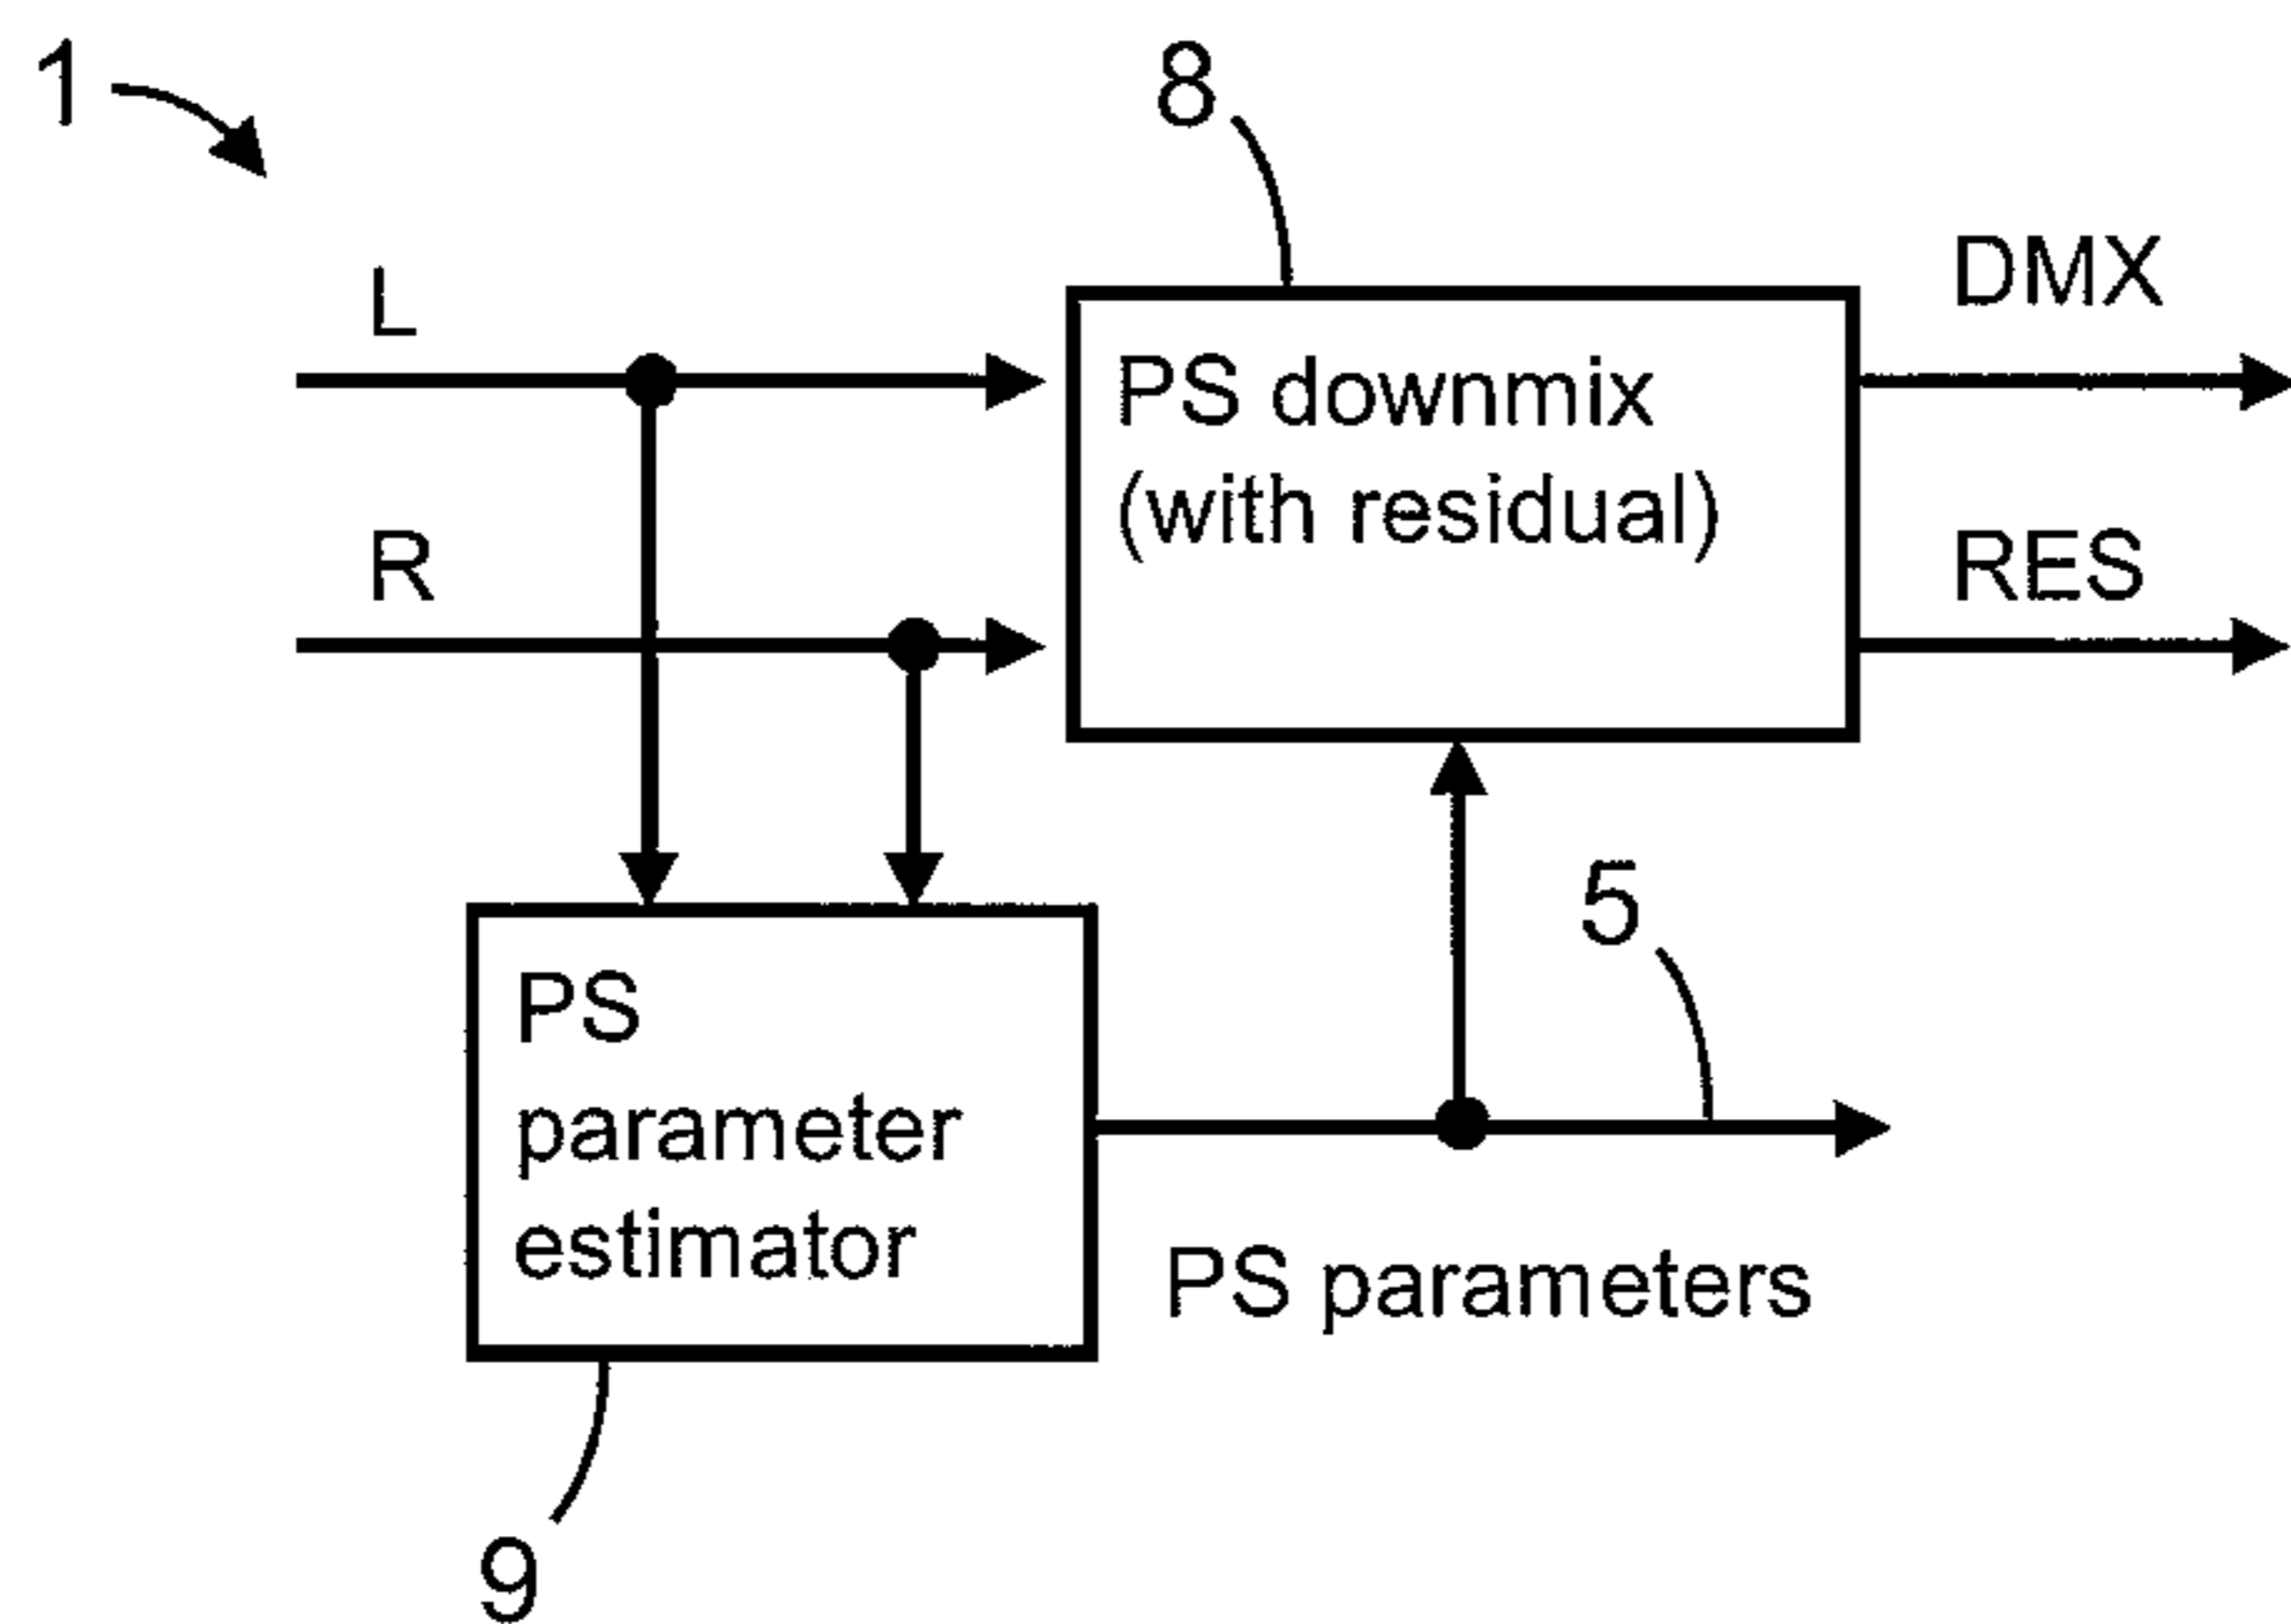 1
8
L
DMX
PS downmix
(with residual)
R
RES
5
PS
parameter
estimator
PS parameters
9